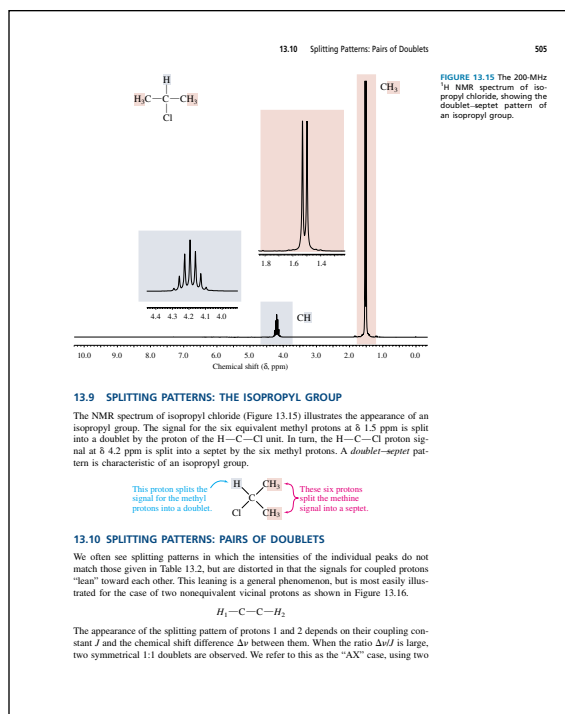 13.10 Splitting Patterns: Pairs of Doublets 505
FIGURE 13.15 The 200-MHz
¹H NMR spectrum of iso-
propyl chloride, showing the
doublet–septet pattern of
an isopropyl group.
H
H₃C—C—CH₃
Cl
CH₃
1.8 1.6 1.4
4.4 4.3 4.2 4.1 4.0
CH
10.0 9.0 8.0 7.0 6.0 5.0 4.0 3.0 2.0 1.0 0.0
Chemical shift (δ, ppm)
13.9 SPLITTING PATTERNS: THE ISOPROPYL GROUP
The NMR spectrum of isopropyl chloride (Figure 13.15) illustrates the appearance of an
isopropyl group. The signal for the six equivalent methyl protons at δ 1.5 ppm is split
into a doublet by the proton of the H—C—Cl unit. In turn, the H—C—Cl proton sig-
nal at δ 4.2 ppm is split into a septet by the six methyl protons. A doublet–septet pat-
tern is characteristic of an isopropyl group.
This proton splits the
signal for the methyl
protons into a doublet.
H CH₃
C
Cl CH₃
These six protons
split the methine
signal into a septet.
13.10 SPLITTING PATTERNS: PAIRS OF DOUBLETS
We often see splitting patterns in which the intensities of the individual peaks do not
match those given in Table 13.2, but are distorted in that the signals for coupled protons
“lean” toward each other. This leaning is a general phenomenon, but is most easily illus-
trated for the case of two nonequivalent vicinal protons as shown in Figure 13.16.
H₁—C—C—H₂
The appearance of the splitting pattern of protons 1 and 2 depends on their coupling con-
stant J and the chemical shift difference Δν between them. When the ratio Δν/J is large,
two symmetrical 1:1 doublets are observed. We refer to this as the “AX” case, using two